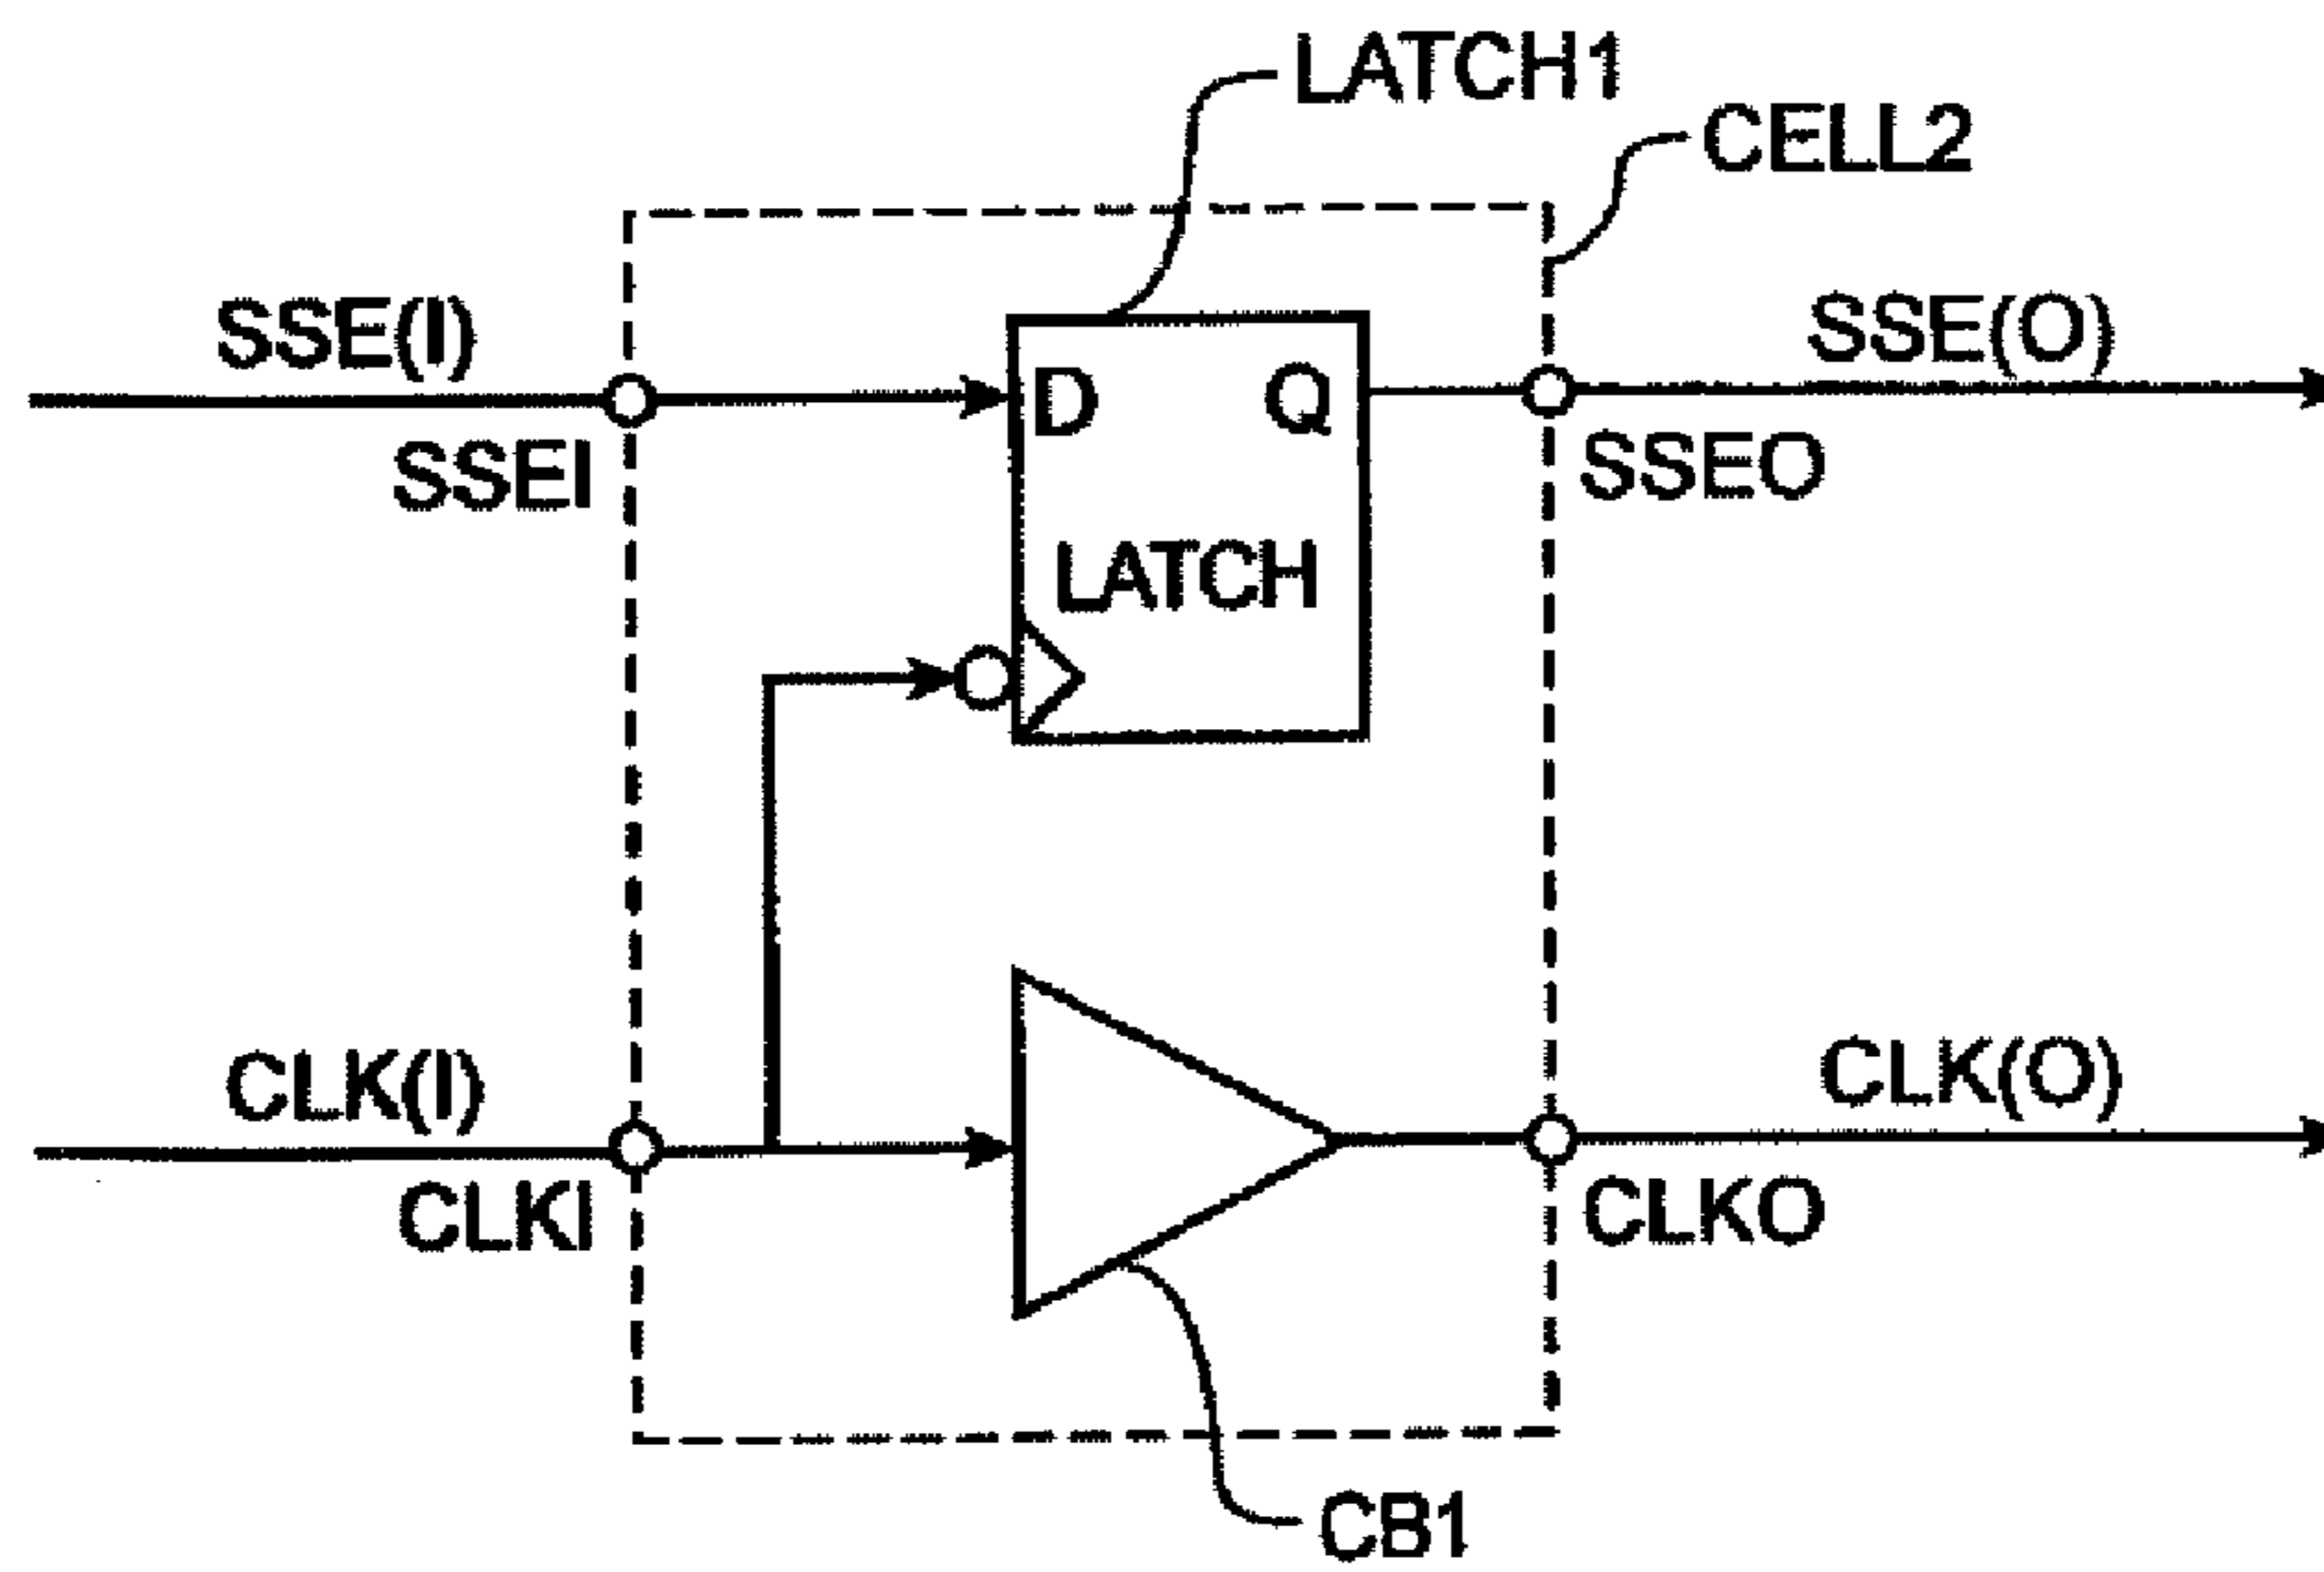 LATCH1
CELL2
SSE(I)
SSE(O)
D Q
SSEI
SSEO
LATCH
CLK(I)
CLK(O)
CLKI
CLKO
CB1